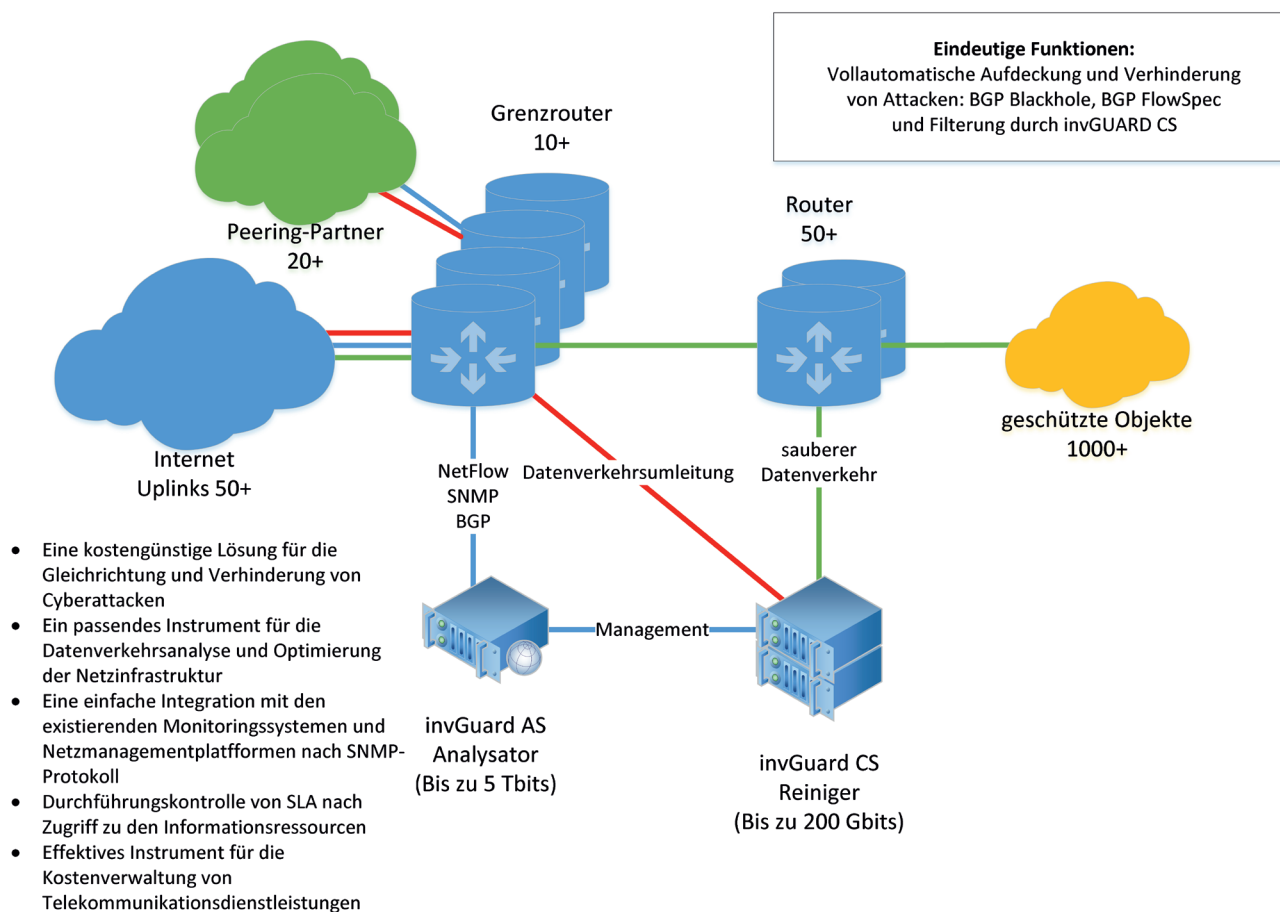 Eindeutige Funktionen:
Vollautomatische Aufdeckung und Verhinderung
von Attacken: BGP Blackhole, BGP FlowSpec
und Filterung durch invGUARD CS
Grenzrouter
10+
Peering-Partner
20+
Router
50+
Internet
Uplinks 50+
geschützte Objekte
1000+
NetFlow
SNMP
BGP
Datenverkehrsumleitung
sauberer
Datenverkehr
Management
invGuard AS
Analysator
(Bis zu 5 Tbits)
invGuard CS
Reiniger
(Bis zu 200 Gbits)
• Eine kostengünstige Lösung für die
Gleichrichtung und Verhinderung von
Cyberattacken
• Ein passendes Instrument für die
Datenverkehrsanalyse und Optimierung
der Netzinfrastruktur
• Eine einfache Integration mit den
existierenden Monitoringssystemen und
Netzmanagementplatfformen nach SNMP-
Protokoll
• Durchführungskontrolle von SLA nach
Zugriff zu den Informationsressourcen
• Effektives Instrument für die
Kostenverwaltung von
Telekommunikationsdienstleistungen